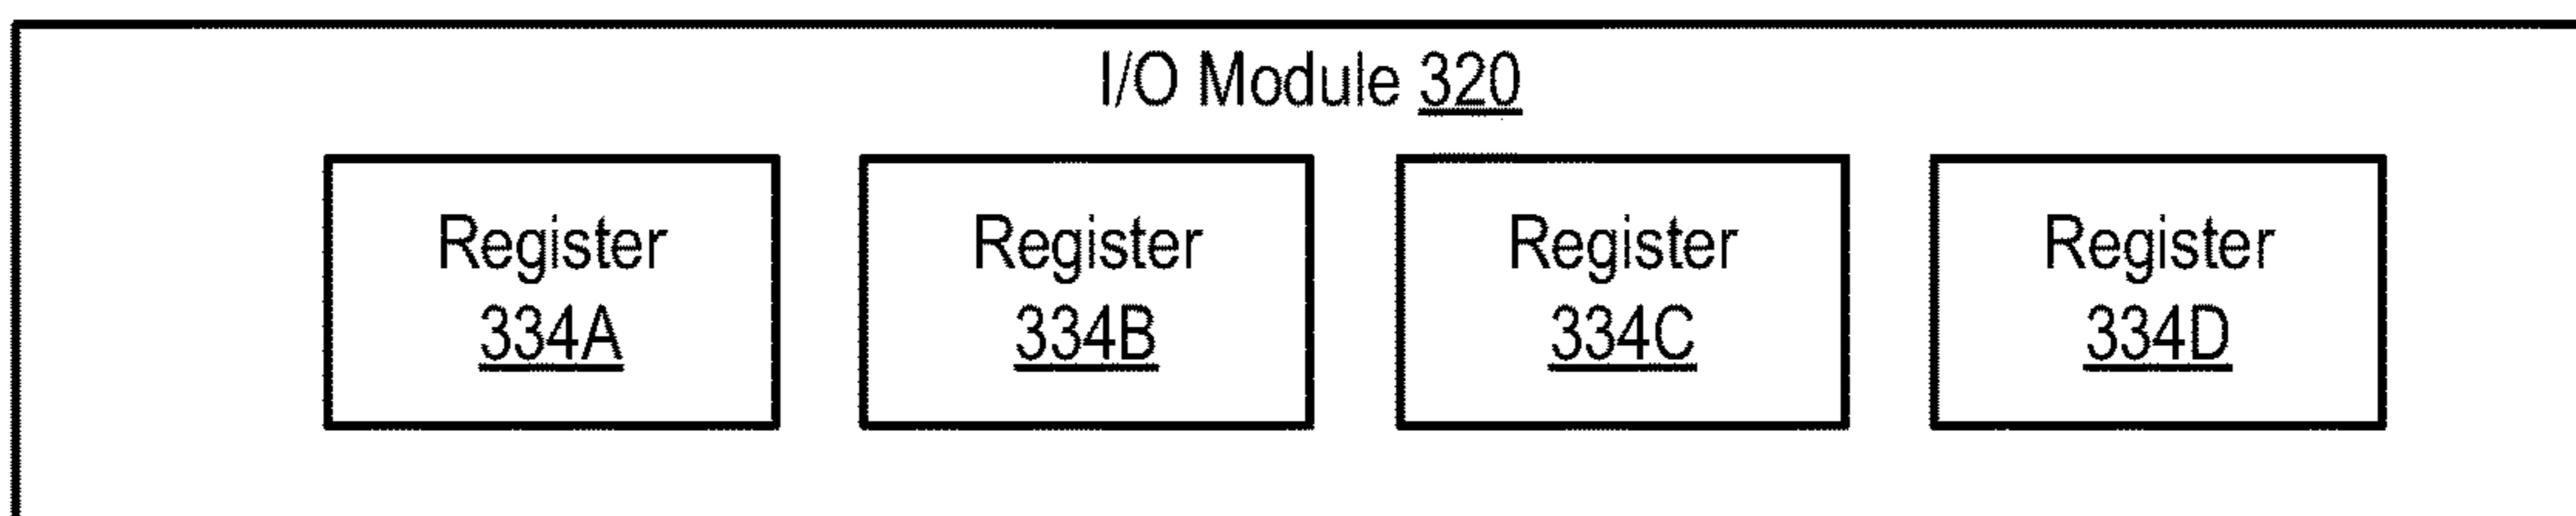 I/O Module 320
Register
334A
Register
334B
Register
334C
Register
334D